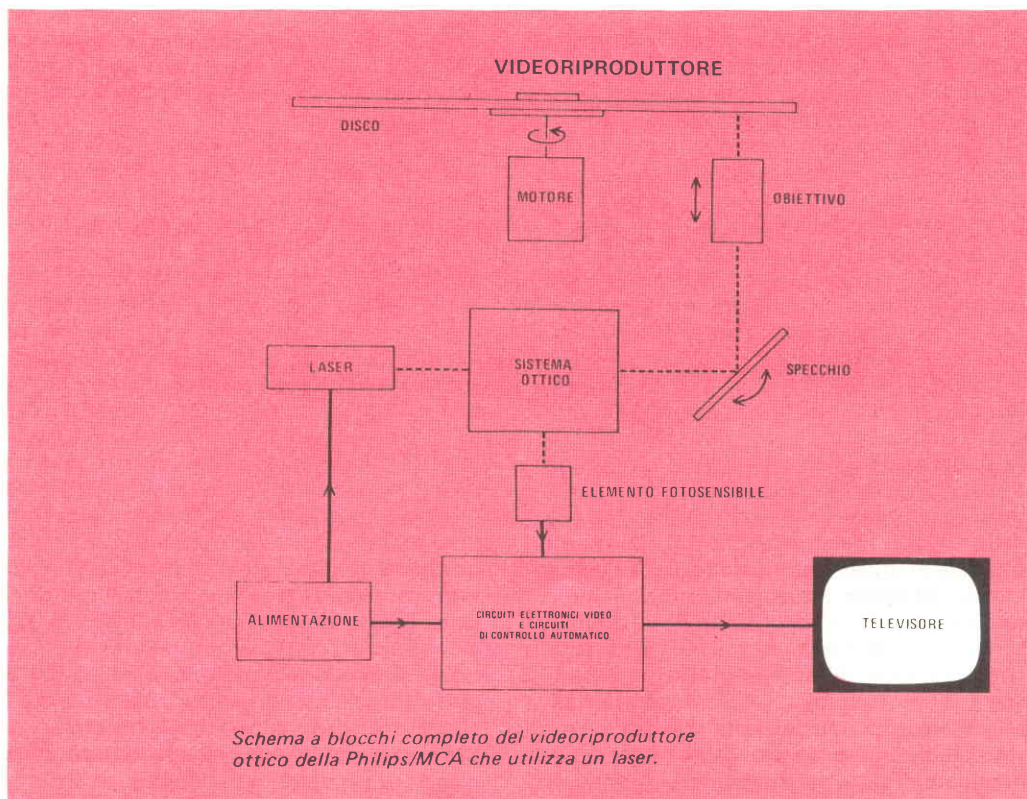 VIDEORIPRODUTTORE
DISCO
MOTORE
OBIETTIVO
LASER
SISTEMA
OTTICO
SPECCHIO
ELEMENTO FOTOSENSIBILE
ALIMENTAZIONE
CIRCUITI ELETTRONICI VIDEO
E CIRCUITI
DI CONTROLLO AUTOMATICO
TELEVISORE
Schema a blocchi completo del videoriproduttore
ottico della Philips/MCA che utilizza un laser.